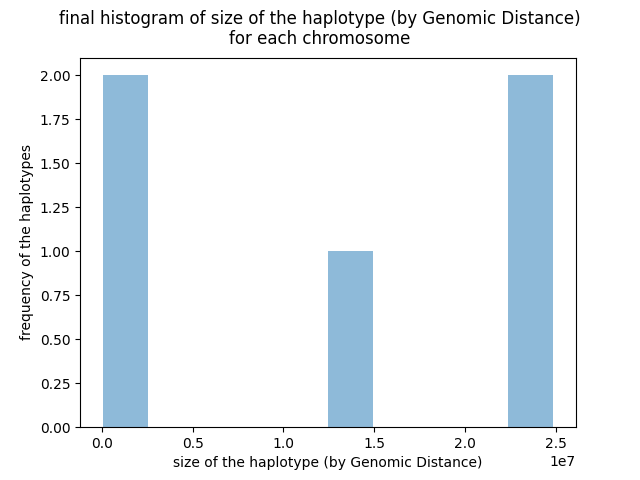 final histogram of size of the haplotype (by Genomic Distance)
for each chromosome
2.00
1.75
1.50
1.25
1.00
0.75
0.50
0.25
0.00
frequency of the haplotypes
0.0 0.5 1.0 1.5 2.0 2.5
1e7
size of the haplotype (by Genomic Distance)